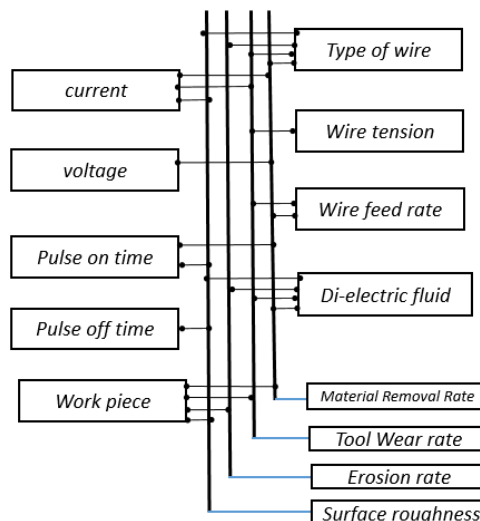 Type of wire
current
Wire tension
voltage
Wire feed rate
Pulse on time
Di-electric fluid
Pulse off time
Work piece
Material Removal Rate
Tool Wear rate
Erosion rate
Surface roughness